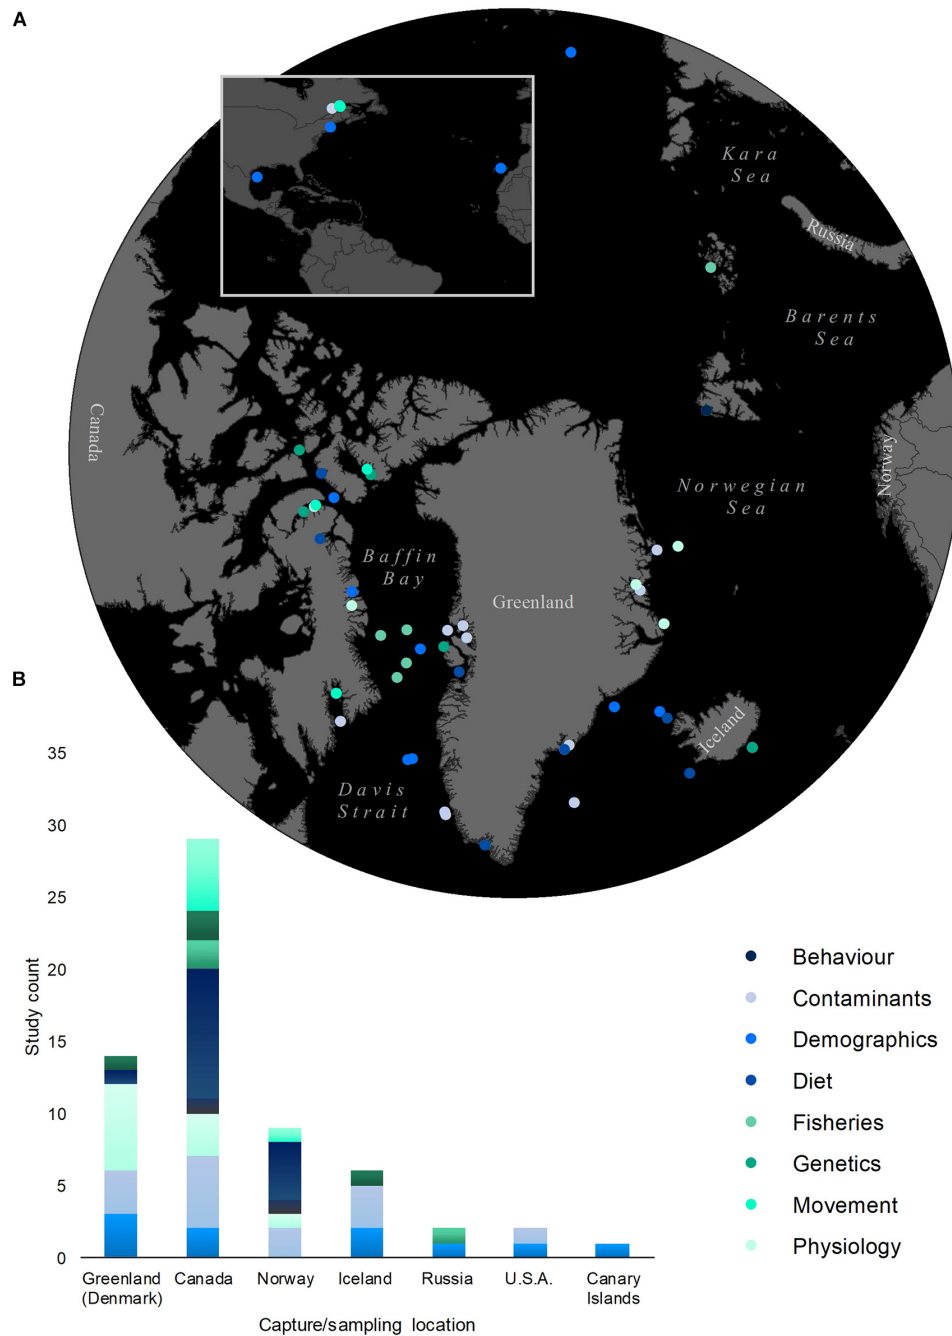 A
Kara
Sea
Russia
Barents
Sea
Canada
Norway
Norwegian
Sea
Baffin
Bay
Greenland
Iceland
Davis
Strait
B
35
30
25
20
15
10
5
0
Study count
Greenland
(Denmark)
Canada
Norway
Iceland
Russia
U.S.A.
Canary
Islands
Capture/sampling location
Behaviour
Contaminants
Demographics
Diet
Fisheries
Genetics
Movement
Physiology